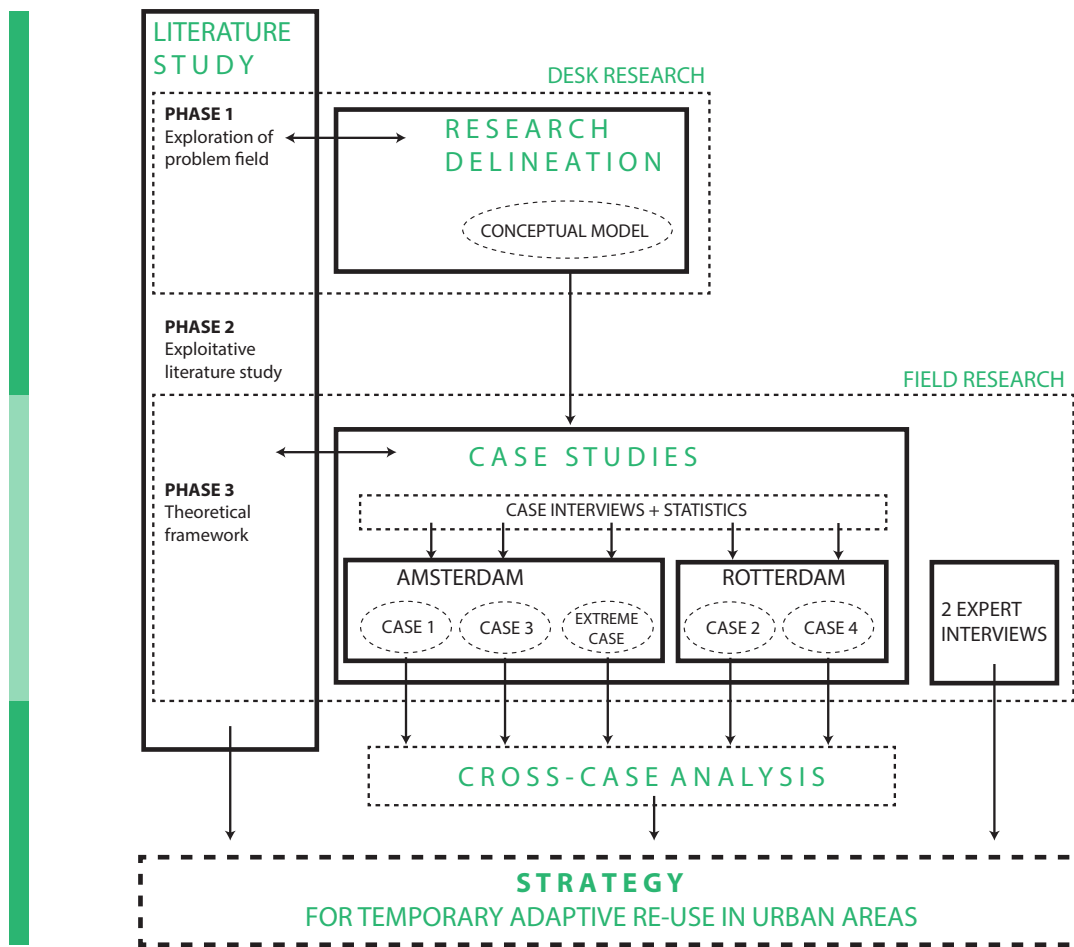 LITERATURE
STUDY
DESK RESEARCH
PHASE 1
Exploration of
problem field
RESEARCH
DELINEATION
CONCEPTUAL MODEL
PHASE 2
Exploitative
literature study
FIELD RESEARCH
CASE STUDIES
PHASE 3
Theoretical
framework
CASE INTERVIEWS + STATISTICS
AMSTERDAM
CASE 1
CASE 3
EXTREME
CASE
ROTTERDAM
CASE 2
CASE 4
2 EXPERT
INTERVIEWS
CROSS-CASE ANALYSIS
STRATEGY
FOR TEMPORARY ADAPTIVE RE-USE IN URBAN AREAS